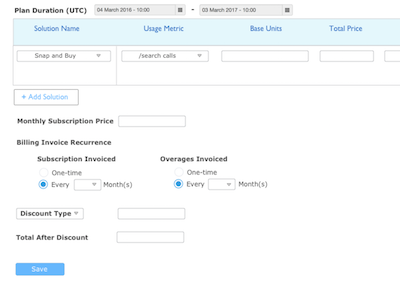 Plan Duration (UTC) 04 March 2016 - 10:00 - 03 March 2017 - 10:00
Solution Name Usage Metric Base Units Total Price
Snap and Buy /search calls
+ Add Solution
Monthly Subscription Price
Billing Invoice Recurrence
Subscription Invoiced Overages Invoiced
One-time One-time
Every Month(s) Every Month(s)
Discount Type
Total After Discount
Save